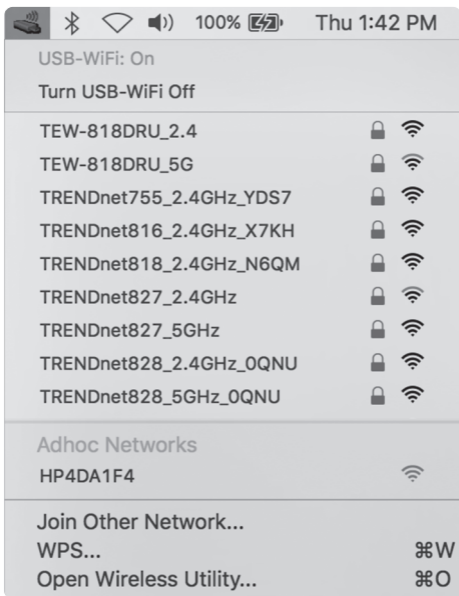 100% Thu 1:42 PM
USB-WiFi: On
Turn USB-WiFi Off
TEW-818DRU_2.4
TEW-818DRU_5G
TRENDnet755_2.4GHz_YDS7
TRENDnet816_2.4GHz_X7KH
TRENDnet818_2.4GHz_N6QM
TRENDnet827_2.4GHz
TRENDnet827_5GHz
TRENDnet828_2.4GHz_0QNU
TRENDnet828_5GHz_0QNU
Adhoc Networks
HP4DA1F4
Join Other Network...
WPS... ⌘W
Open Wireless Utility... ⌘O